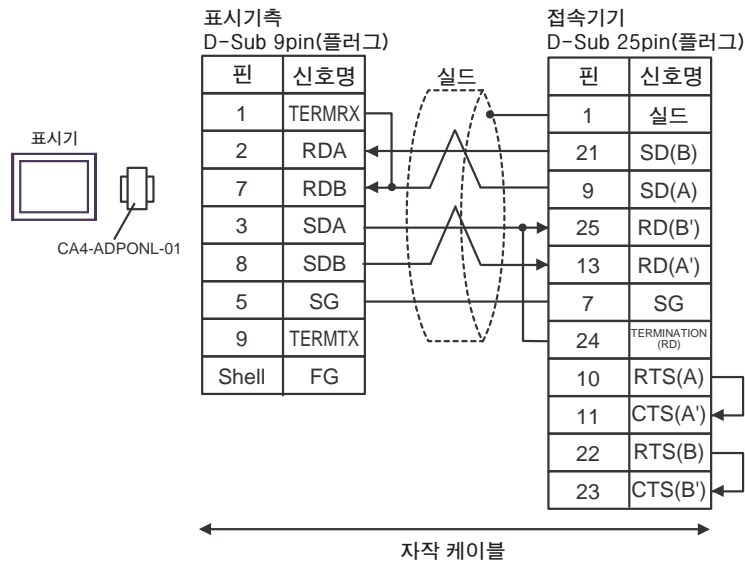 표시기측
D-Sub 9pin(플러그)
접속기기
D-Sub 25pin(플러그)
표시기
CA4-ADPONL-01
실드
핀 신호명
1 TERMRX
2 RDA
7 RDB
3 SDA
8 SDB
5 SG
9 TERMTX
Shell FG
핀 신호명
1 실드
21 SD(B)
9 SD(A)
25 RD(B')
13 RD(A')
7 SG
24 TERMINATION
(RD)
10 RTS(A)
11 CTS(A')
22 RTS(B)
23 CTS(B')
자작 케이블